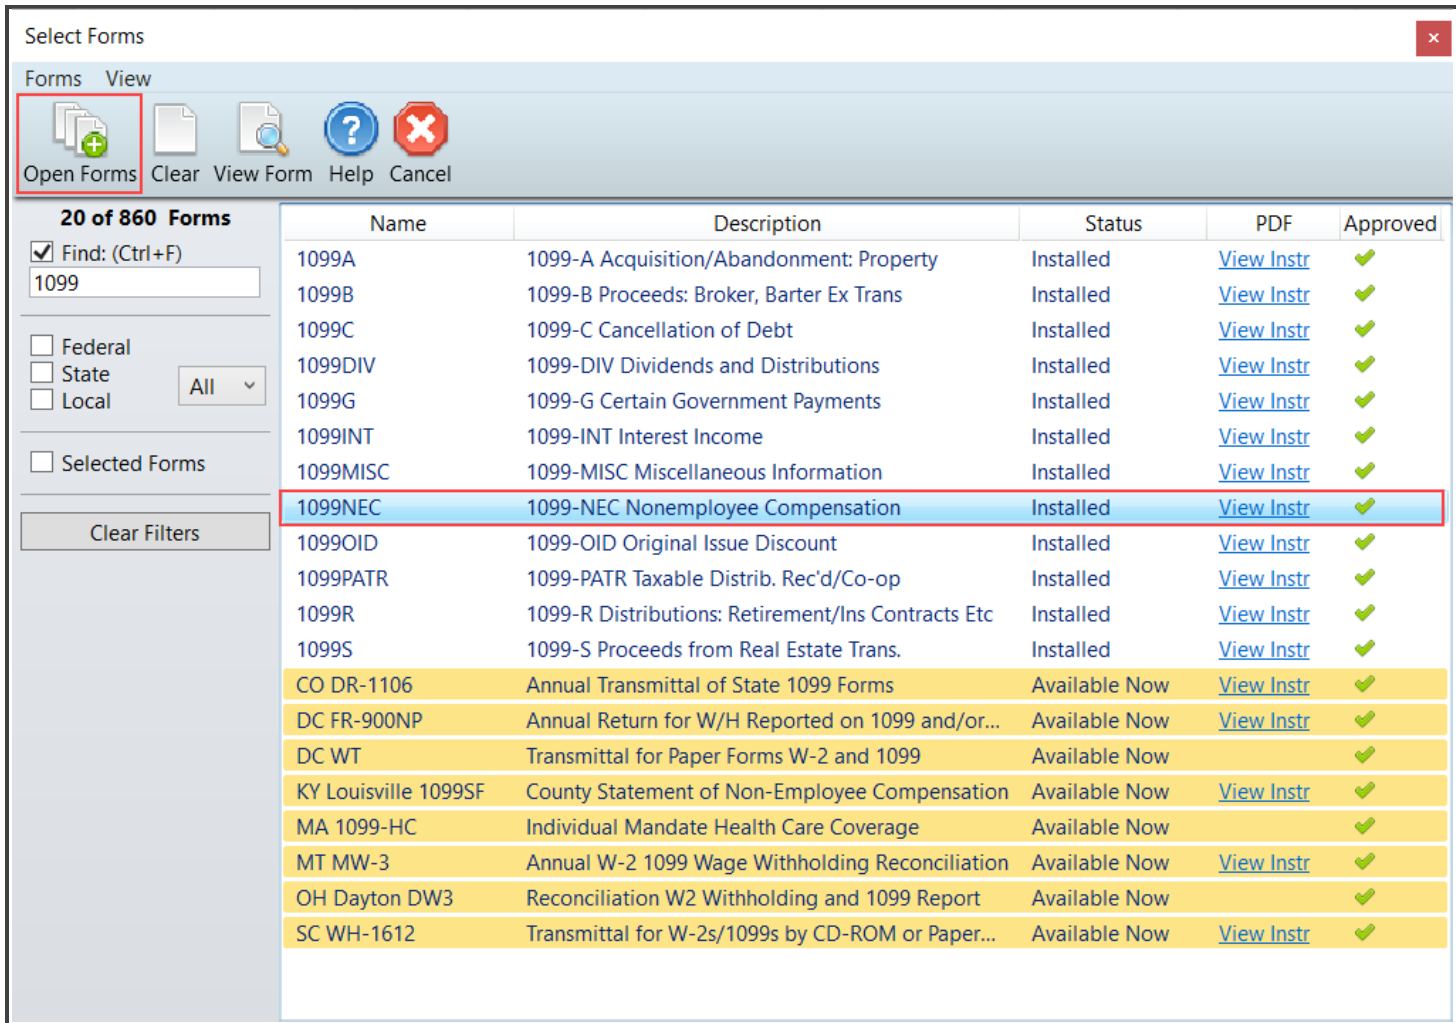 Select Forms
Forms View
Open Forms Clear View Form Help Cancel
20 of 860 Forms
Find: (Ctrl+F)
1099
Federal
State
Local
All
Selected Forms
Clear Filters
Name Description Status PDF Approved
1099A 1099-A Acquisition/Abandonment: Property Installed View Instr
1099B 1099-B Proceeds: Broker, Barter Ex Trans Installed View Instr
1099C 1099-C Cancellation of Debt Installed View Instr
1099DIV 1099-DIV Dividends and Distributions Installed View Instr
1099G 1099-G Certain Government Payments Installed View Instr
1099INT 1099-INT Interest Income Installed View Instr
1099MISC 1099-MISC Miscellaneous Information Installed View Instr
1099NEC 1099-NEC Nonemployee Compensation Installed View Instr
1099OID 1099-OID Original Issue Discount Installed View Instr
1099PATR 1099-PATR Taxable Distrib. Rec'd/Co-op Installed View Instr
1099R 1099-R Distributions: Retirement/Ins Contracts Etc Installed View Instr
1099S 1099-S Proceeds from Real Estate Trans. Installed View Instr
CO DR-1106 Annual Transmittal of State 1099 Forms Available Now View Instr
DC FR-900NP Annual Return for W/H Reported on 1099 and/or... Available Now View Instr
DC WT Transmittal for Paper Forms W-2 and 1099 Available Now
KY Louisville 1099SF County Statement of Non-Employee Compensation Available Now View Instr
MA 1099-HC Individual Mandate Health Care Coverage Available Now
MT MW-3 Annual W-2 1099 Wage Withholding Reconciliation Available Now View Instr
OH Dayton DW3 Reconciliation W2 Withholding and 1099 Report Available Now
SC WH-1612 Transmittal for W-2s/1099s by CD-ROM or Paper... Available Now View Instr